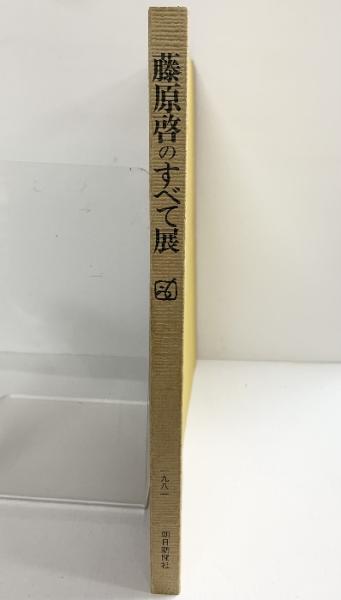 藤原啓のすべて展
一九八一
朝日新聞社